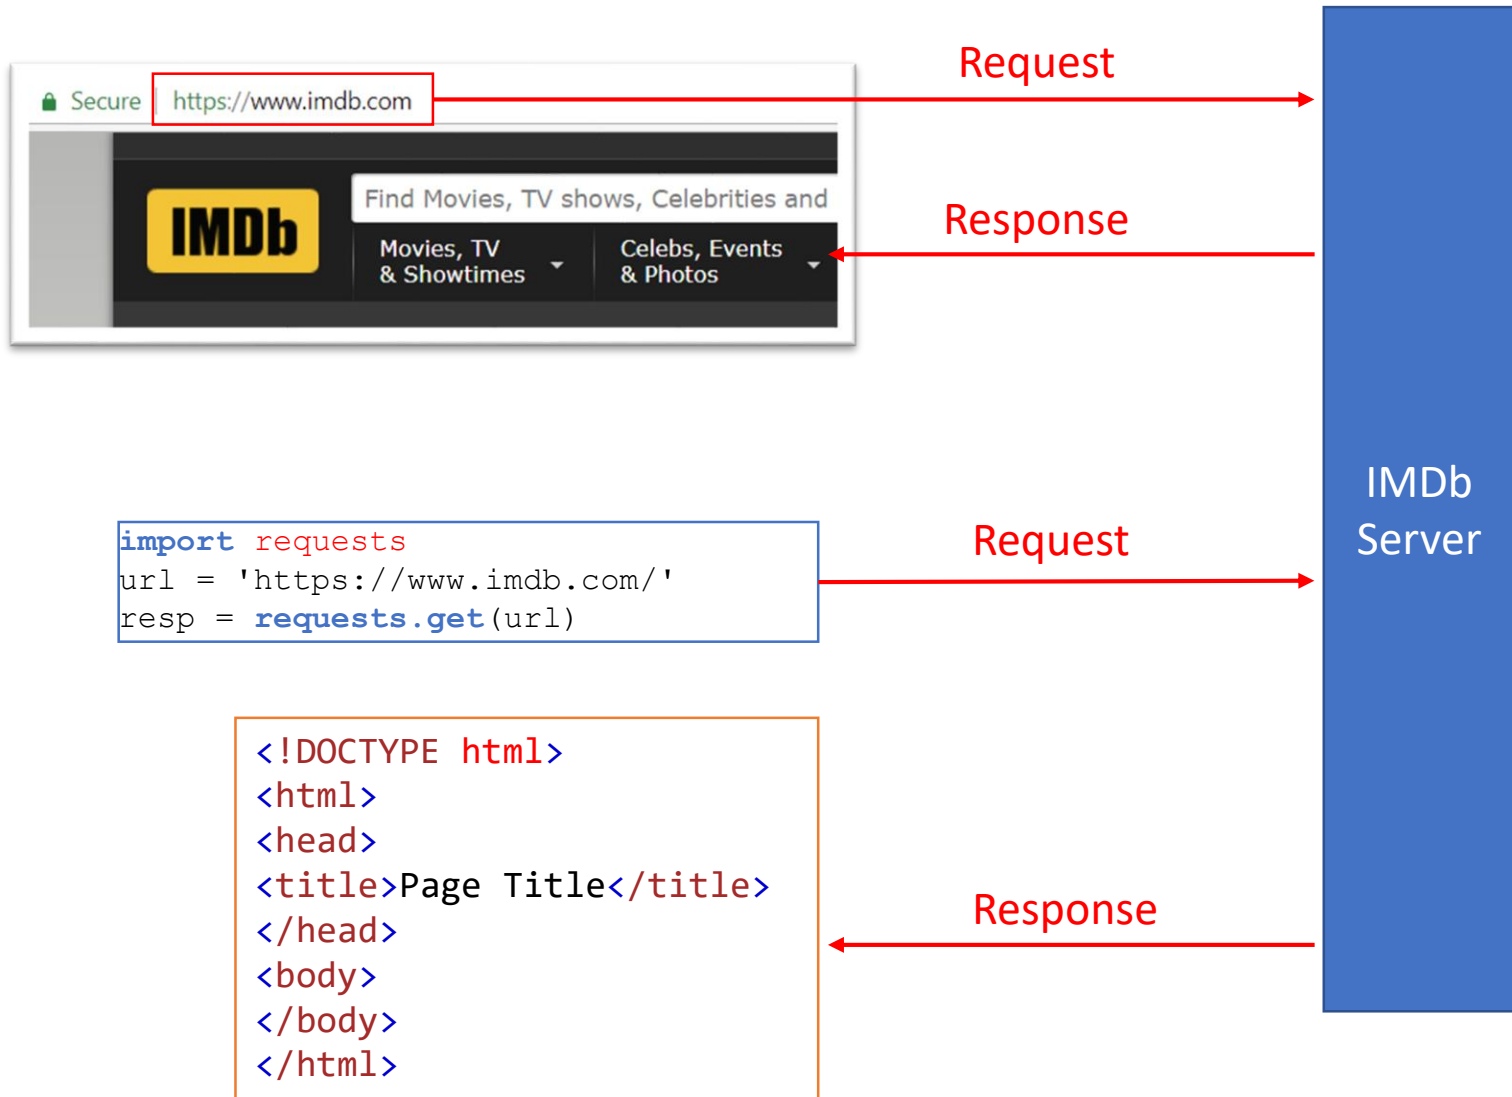 Request
Secure | https://www.imdb.com
Find Movies, TV shows, Celebrities and
IMDb
Movies, TV
& Showtimes
Celebs, Events
& Photos
Response
IMDb
Server
import requests
url = 'https://www.imdb.com/'
resp = requests.get(url)
Request
<!DOCTYPE html>
<html>
<head>
<title>Page Title</title>
</head>
<body>
</body>
</html>
Response